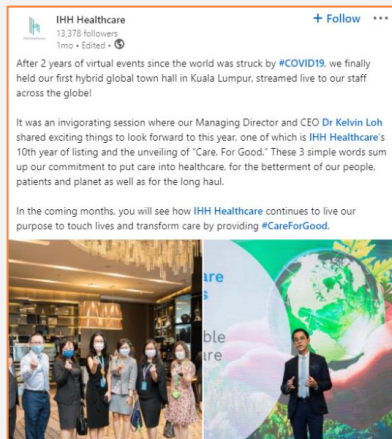 IHH Healthcare
+ Follow
13,378 followers
1mo • Edited •
After 2 years of virtual events since the world was struck by #COVID19, we finally
held our first hybrid global town hall in Kuala Lumpur, streamed live to our staff
across the globe!
It was an invigorating session where our Managing Director and CEO Dr Kelvin Loh
shared exciting things to look forward to this year, one of which is IHH Healthcare's
10th year of listing and the unveiling of "Care. For Good." These 3 simple words sum
up our commitment to put care into healthcare, for the betterment of our people,
patients and planet as well as for the long haul.
In the coming months, you will see how IHH Healthcare continues to live our
purpose to touch lives and transform care by providing #CareForGood.